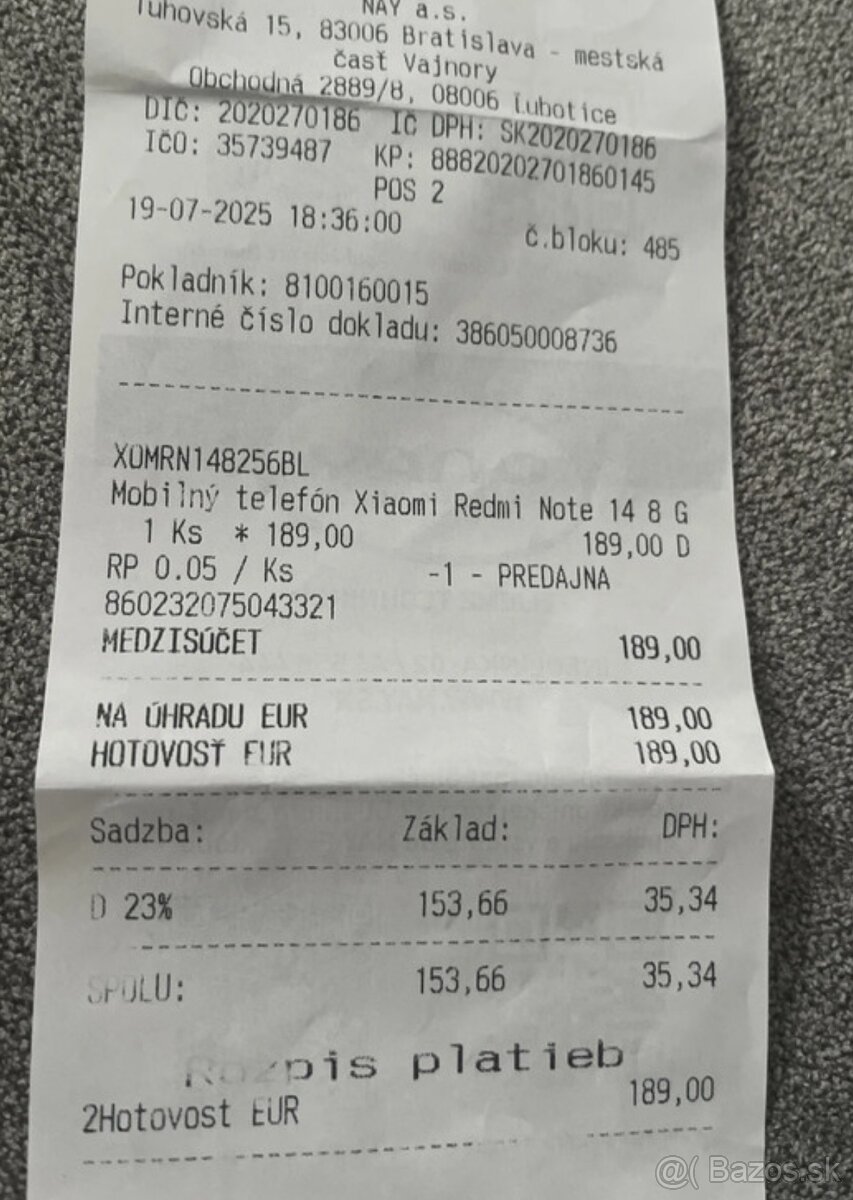 NAY a.s.
Tuhovská 15, 83006 Bratislava - mestská
časť Vajnory
Obchodná 2889/8, 08006 Ľubotice
DIČ: 2020270186 IČ DPH: SK2020270186
IČO: 35739487 KP: 88820202701860145
POS 2
19-07-2025 18:36:00 č.bloku: 485
Pokladník: 8100160015
Interné číslo dokladu: 386050008736
XOMRN148256BL
Mobilný telefón Xiaomi Redmi Note 14 8 G
1 Ks * 189,00 189,00 D
RP 0.05 / Ks -1 - PREDAJNA
860232075043321
MEDZISÚČET 189,00
NA ÚHRADU EUR 189,00
HOTOVOSŤ EUR 189,00
Sadzba: Základ: DPH:
D 23% 153,66 35,34
SPOLU: 153,66 35,34
Rozpis platieb
2Hotovost EUR 189,00
@( Bazos.sk